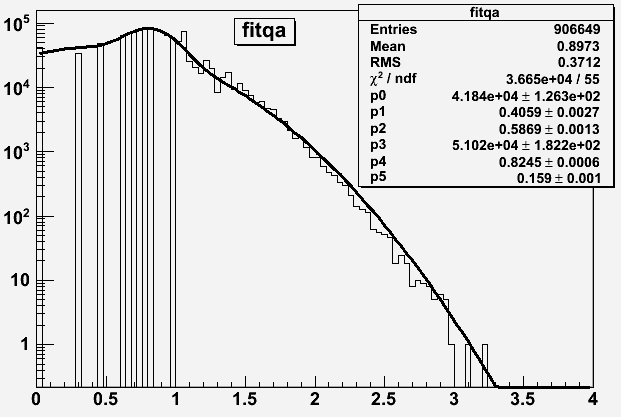 fitqa
fitqa
Entries 906649
Mean 0.8973
RMS 0.3712
χ² / ndf 3.665e+04 / 55
p0 4.184e+04 ± 1.263e+02
p1 0.4059 ± 0.0027
p2 0.5869 ± 0.0013
p3 5.102e+04 ± 1.822e+02
p4 0.8245 ± 0.0006
p5 0.159 ± 0.001
10⁵
10⁴
10³
10²
10
1
0 0.5 1 1.5 2 2.5 3 3.5 4